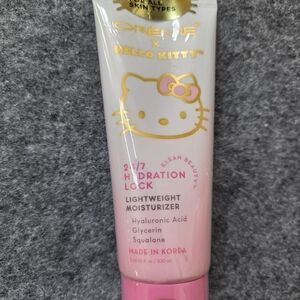 FOR ALL
SKIN TYPES
x
HELLO KITTY
24/7
HYDRATION
LOCK
KLEAN BEAUTY
LIGHTWEIGHT
MOISTURIZER
Hyaluronic Acid
Glycerin
Squalane
MADE IN KOREA